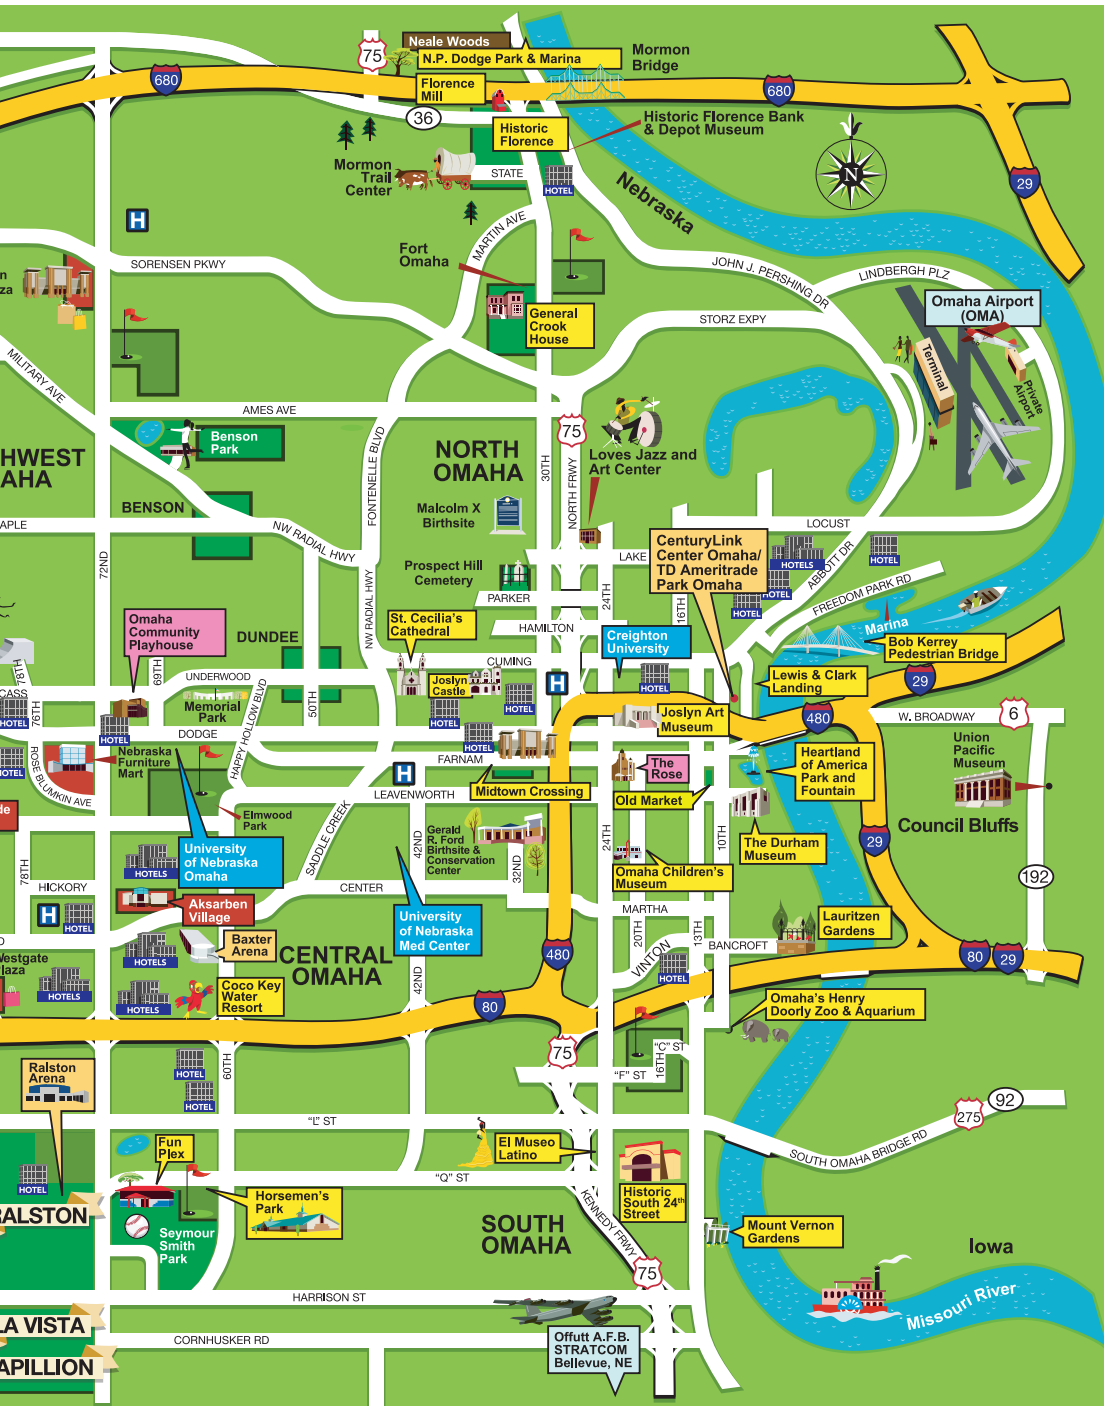 75
Neale Woods
N.P. Dodge Park & Marina
Mormon
Bridge
680
Florence
Mill
680
36
Historic
Florence
Historic Florence Bank
& Depot Museum
Mormon
Trail
Center
STATE
HOTEL
N
29
Nebraska
H
MARTIN AVE
Fort
Omaha
SORENSEN PKWY
JOHN J. PERSHING DR
LINDBERGH PLZ
Omaha Airport
(OMA)
General
Crook
House
STORZ EXPY
Terminal
Private
Airport
MILITARY AVE
AMES AVE
75
Benson
Park
FONTENELLE BLVD
NORTH
OMAHA
30TH
NORTH FRWY
Loves Jazz and
Art Center
HWEST
AHA
BENSON
Malcolm X
Birthsite
APLE
NW RADIAL HWY
LOCUST
72ND
LAKE
CenturyLink
Center Omaha/
TD Ameritrade
Park Omaha
HOTELS
HOTEL
ABBOTT DR
Prospect Hill
Cemetery
NW RADIAL HWY
PARKER
24TH
16TH
HOTEL
HOTEL
FREEDOM PARK RD
Omaha
Community
Playhouse
DUNDEE
St. Cecilia's
Cathedral
HAMILTON
Creighton
University
Marina
Bob Kerrey
Pedestrian Bridge
CUMING
78TH
69TH
UNDERWOOD
Joslyn
Castle
H
HOTEL
Lewis & Clark
Landing
29
CASS
76TH
HOTEL
Memorial
Park
HAPPY HOLLOW BLVD
50TH
HOTEL
HOTEL
Joslyn Art
Museum
480
W. BROADWAY
6
HOTEL
DODGE
HOTEL
FARNAM
Union
Pacific
Museum
HOTEL
ROSE BLUMKIN AVE
Nebraska
Furniture
Mart
H
Midtown Crossing
The
Rose
Heartland
of America
Park and
Fountain
LEAVENWORTH
Old Market
Elmwood
Park
SADDLE CREEK
42ND
Gerald
R. Ford
Birthsite &
Conservation
Center
24TH
10TH
Council Bluffs
29
The Durham
Museum
University
of Nebraska
Omaha
32ND
78TH
HICKORY
HOTELS
CENTER
Omaha Children's
Museum
192
H
HOTEL
Aksarben
Village
University
of Nebraska
Med Center
MARTHA
Lauritzen
Gardens
Baxter
Arena
HOTELS
CENTRAL
OMAHA
480
20TH
VINTON
13TH
BANCROFT
80
29
Westgate
laza
HOTELS
HOTELS
Coco Key
Water
Resort
42ND
HOTEL
80
Omaha's Henry
Doorly Zoo & Aquarium
75
"C" ST
16TH
"F" ST
HOTEL
60TH
HOTEL
Ralston
Arena
92
275
"L" ST
SOUTH OMAHA BRIDGE RD
Fun
Plex
El Museo
Latino
HOTEL
"Q" ST
Horsemen's
Park
Historic
South 24th
Street
KENNEDY FRWY
RALSTON
Seymour
Smith
Park
SOUTH
OMAHA
Mount Vernon
Gardens
Iowa
75
HARRISON ST
Missouri River
LA VISTA
CORNHUSKER RD
Offutt A.F.B.
STRATCOM
Bellevue, NE
APILLION